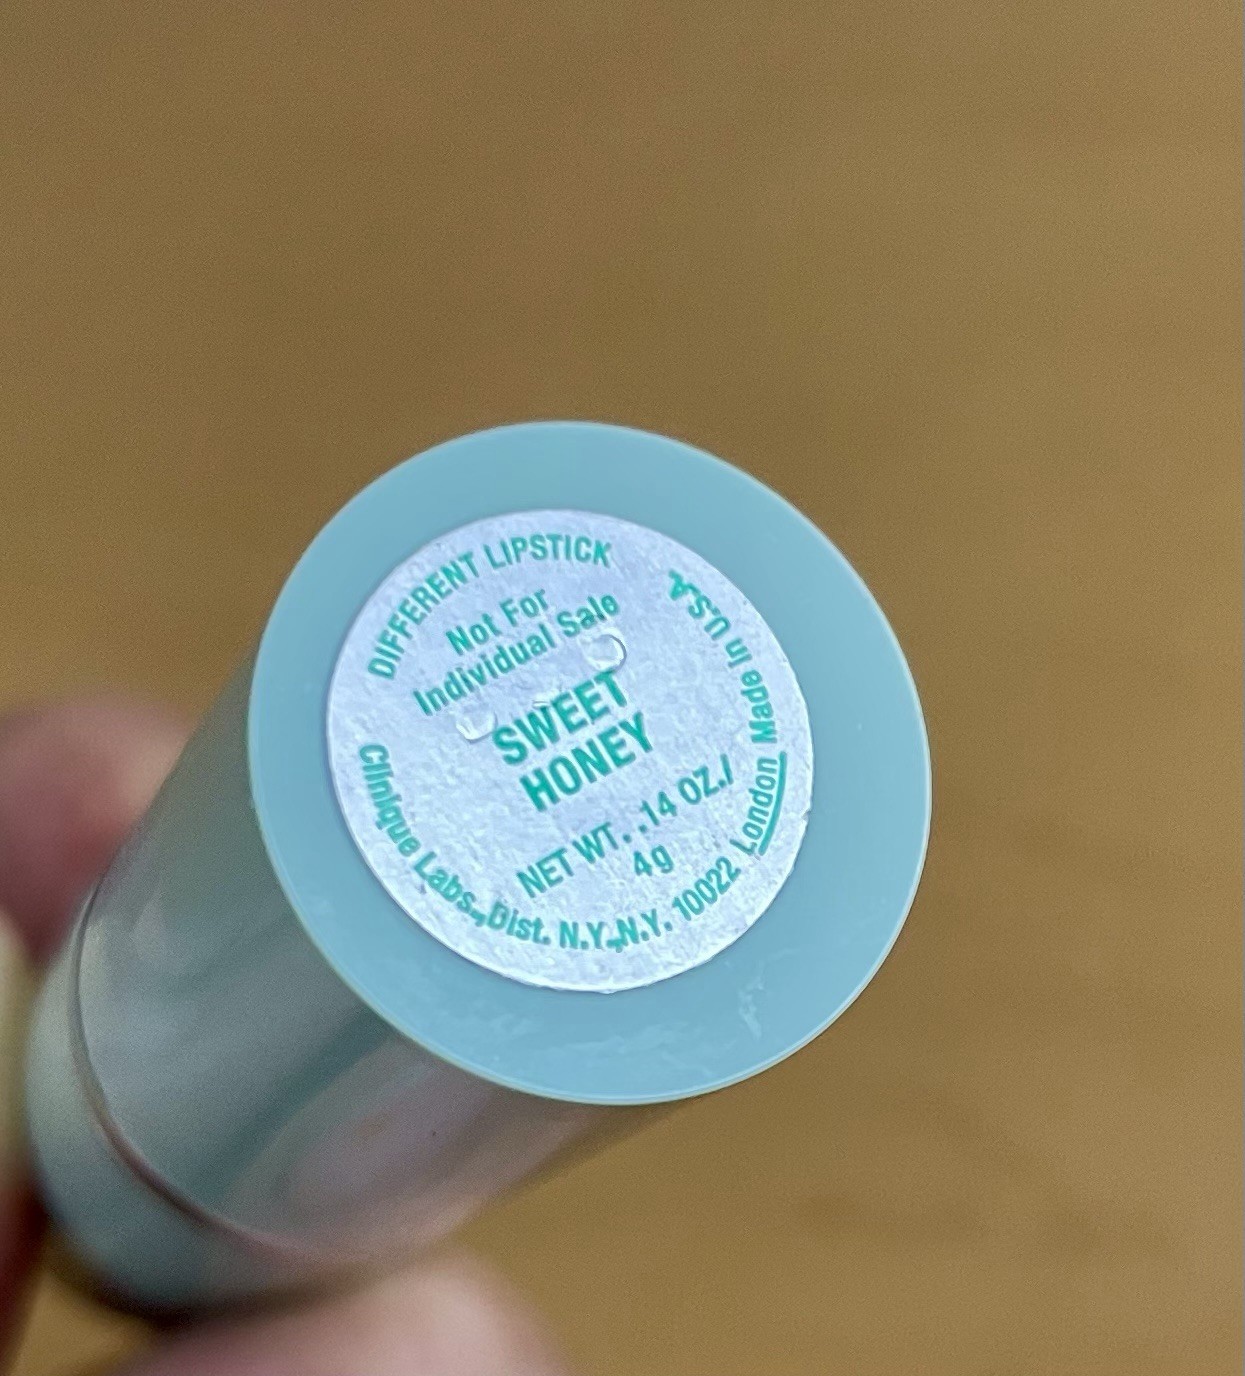 DIFFERENT LIPSTICK
Not For
Individual Sale
SWEET
HONEY
NET WT. .14 OZ./
4g
Clinique Labs., Dist. N.Y., N.Y. 10022 London Made In U.S.A.